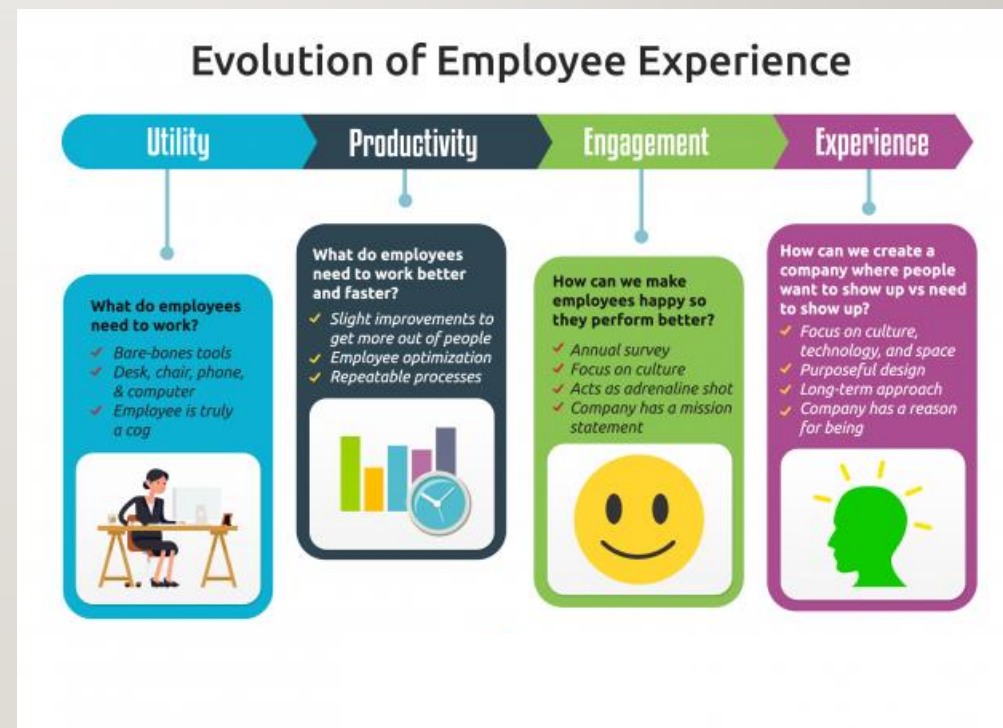 Evolution of Employee Experience
Utility
Productivity
Engagement
Experience
What do employees
need to work?
✓ Bare-bones tools
✓ Desk, chair, phone,
& computer
✓ Employee is truly
a cog
What do employees
need to work better
and faster?
✓ Slight improvements to
get more out of people
✓ Employee optimization
✓ Repeatable processes
How can we make
employees happy so
they perform better?
✓ Annual survey
✓ Focus on culture
✓ Acts as adrenaline shot
✓ Company has a mission
statement
How can we create a
company where people
want to show up vs need
to show up?
✓ Focus on culture,
technology, and space
✓ Purposeful design
✓ Long-term approach
✓ Company has a reason
for being